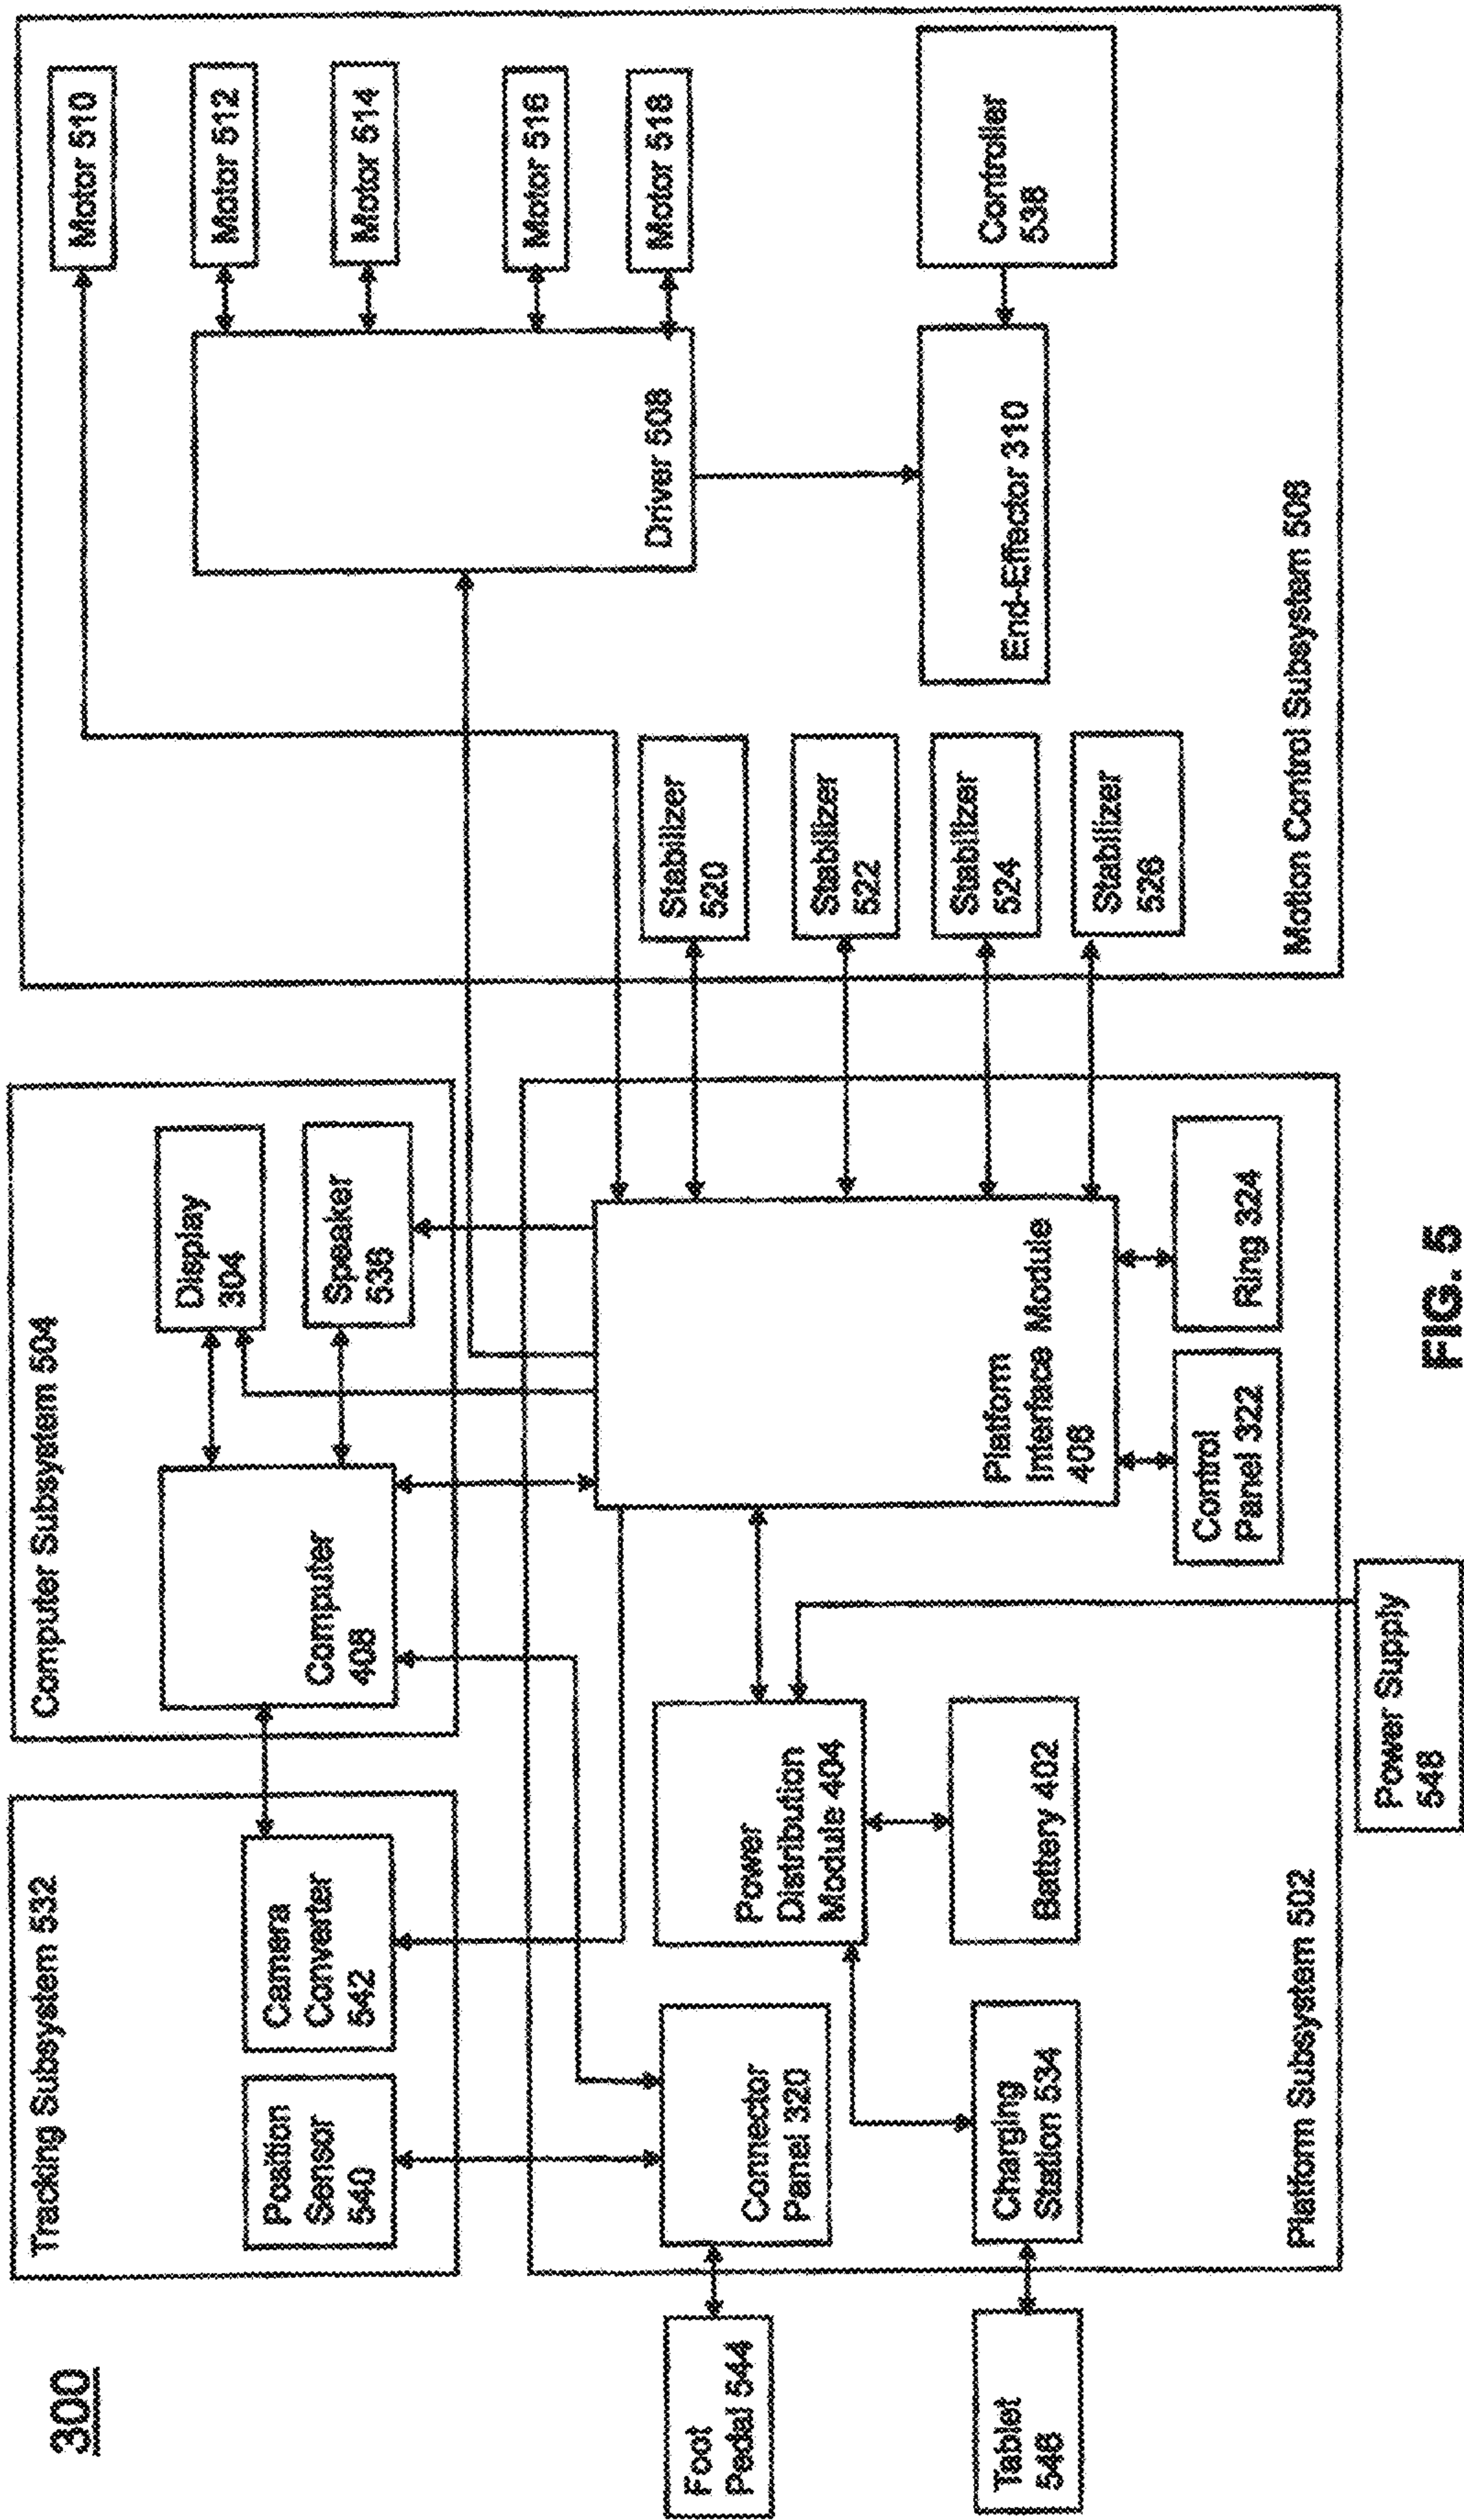 300
Tracking Subsystem 532
Position
Sensor
540
Camera
Converter
542
Computer Subsystem 504
Computer
408
Display
304
Speaker
536
Foot
Pedal 544
Tablet
546
Connector
Panel 320
Charging
Station 534
Power
Distribution
Module 404
Battery 402
Platform
Interface Module
406
Control
Panel 322
Ring 324
Platform Subsystem 502
Power Supply
548
Motor 510
Motor 512
Motor 514
Motor 516
Motor 518
Driver 508
Stabilizer
520
Stabilizer
522
Stabilizer
524
Stabilizer
526
End-Effector 310
Controller
538
Motion Control Subsystem 506
FIG. 5